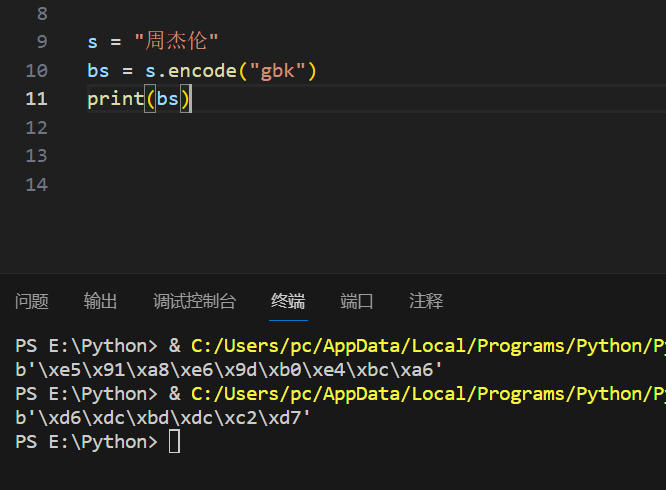 8
9 s = "周杰伦"
10 bs = s.encode("gbk")
11 print(bs)
12
13
14
问题 输出 调试控制台 终端 端口 注释
PS E:\Python> & C:/Users/pc/AppData/Local/Programs/Python/Py
b'\xe5\x91\xa8\xe6\x9d\xb0\xe4\xbc\xa6'
PS E:\Python> & C:/Users/pc/AppData/Local/Programs/Python/Py
b'\xd6\xdc\xbd\xdc\xc2\xd7'
PS E:\Python>